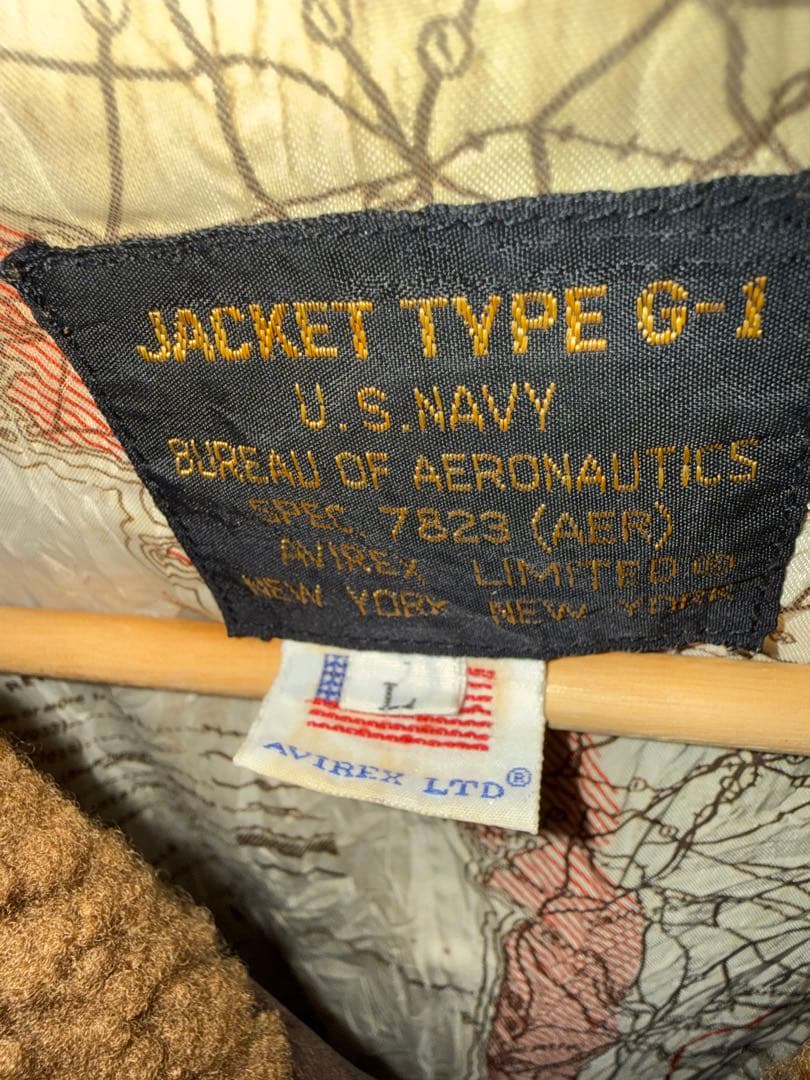 JACKET TYPE G-1
U.S.NAVY
BUREAU OF AERONAUTICS
SPEC. 7823 (AER)
AVIREX LIMITED®
NEW YORK NEW YORK
L
AVIREX LTD®